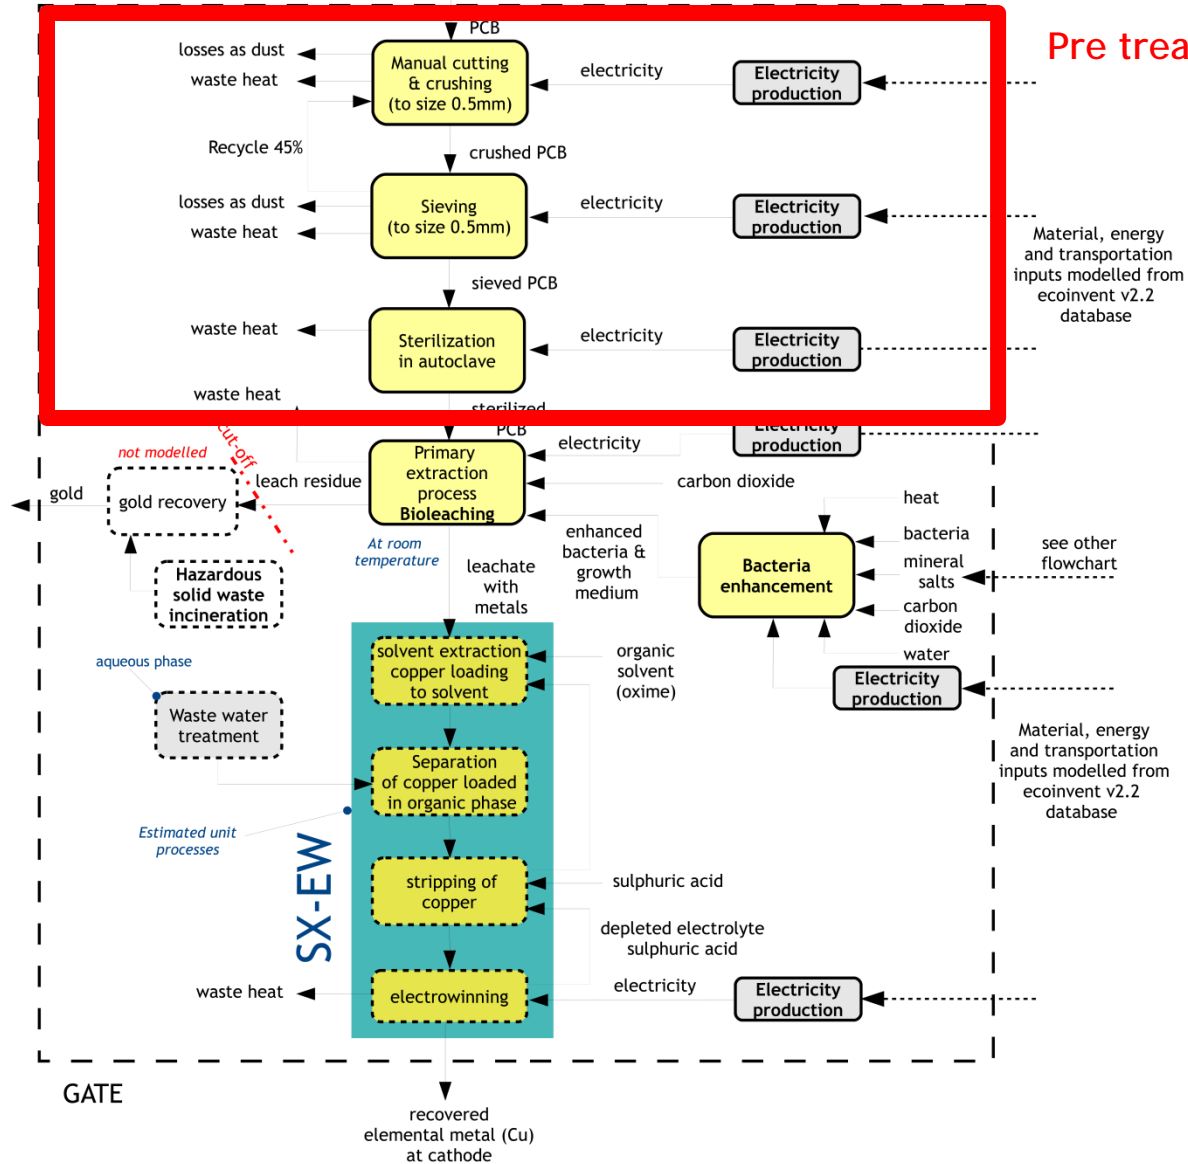 PCB
Pre trea
losses as dust
waste heat
Manual cutting
& crushing
(to size 0.5mm)
electricity
Electricity
production
Recycle 45%
crushed PCB
losses as dust
waste heat
Sieving
(to size 0.5mm)
electricity
Electricity
production
Material, energy
and transportation
inputs modelled from
ecoinvent v2.2
database
sieved PCB
waste heat
Sterilization
in autoclave
electricity
Electricity
production
waste heat
sterilized
PCB
cut-off
not modelled
gold
gold recovery
leach residue
Primary
extraction
process
Bioleaching
electricity
Electricity
production
carbon dioxide
At room
temperature
Hazardous
solid waste
incineration
leachate
with
metals
enhanced
bacteria &
growth
medium
Bacteria
enhancement
heat
bacteria
mineral
salts
carbon
dioxide
water
see other
flowchart
Electricity
production
Material, energy
and transportation
inputs modelled from
ecoinvent v2.2
database
aqueous phase
Waste water
treatment
solvent extraction
copper loading
to solvent
organic
solvent
(oxime)
Separation
of copper loaded
in organic phase
Estimated unit
processes
SX-EW
stripping of
copper
sulphuric acid
depleted electrolyte
sulphuric acid
waste heat
electrowinning
electricity
Electricity
production
GATE
recovered
elemental metal (Cu)
at cathode